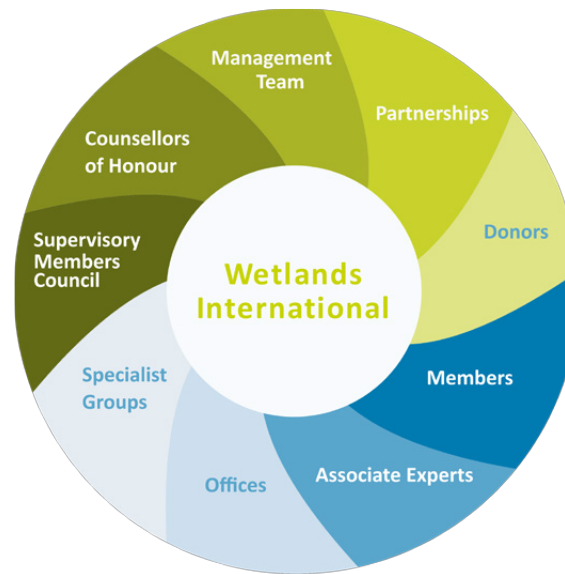 Management
Team
Partnerships
Donors
Members
Associate Experts
Offices
Specialist
Groups
Supervisory
Members
Council
Counsellors
of Honour
Wetlands
International